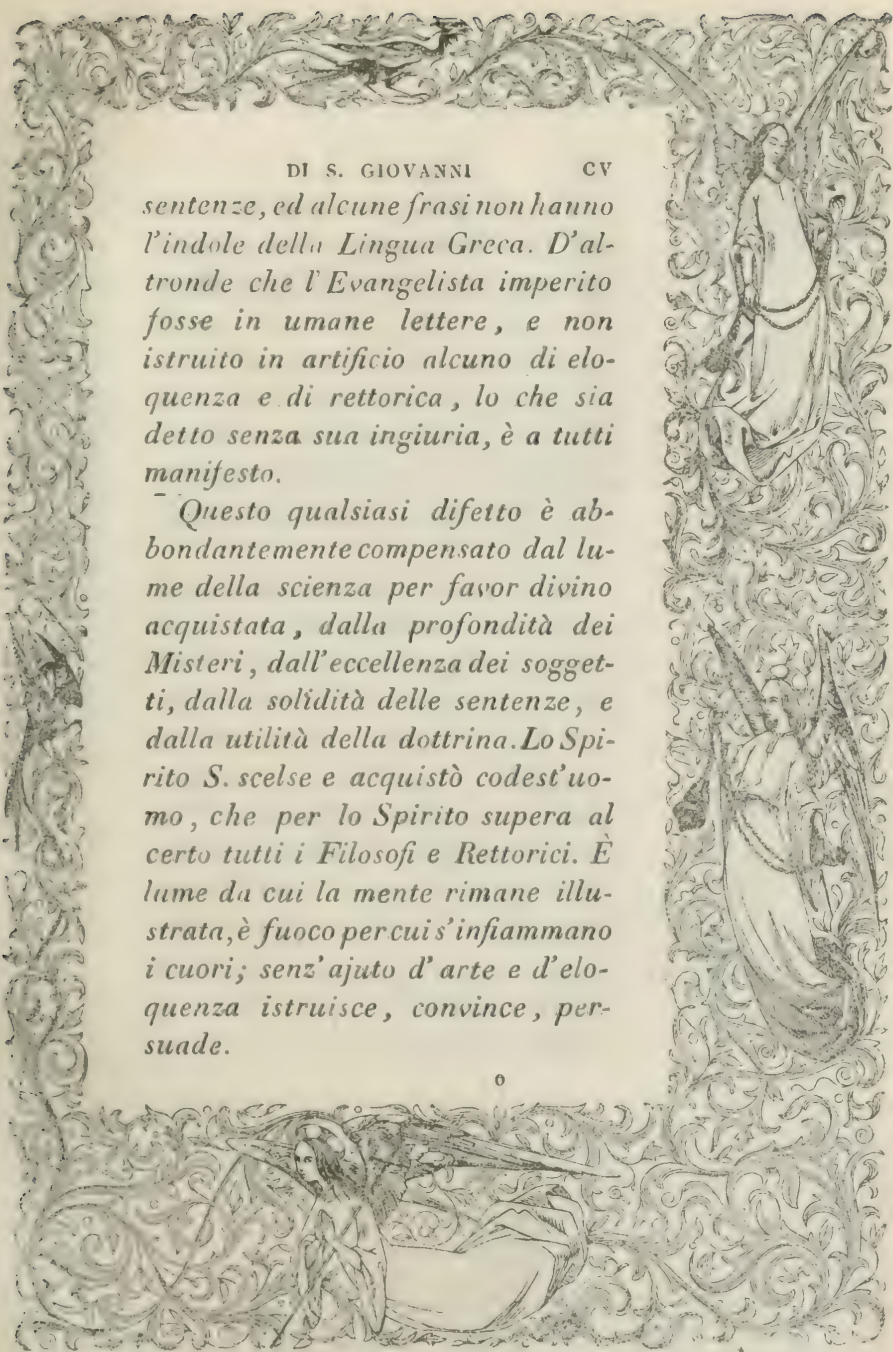 DI S. GIOVANNI CV
sentenze, ed alcune frasi non hanno
l'indole della Lingua Greca. D'al-
tronde che l'Evangelista imperito
fosse in umane lettere, e non
istruito in artificio alcuno di elo-
quenza e di rettorica, lo che sia
detto senza sua ingiuria, è a tutti
manifesto.
Questo qualsiasi difetto è ab-
bondantemente compensato dal lu-
me della scienza per favor divino
acquistata, dalla profondità dei
Misteri, dall'eccellenza dei sogget-
ti, dalla solidità delle sentenze, e
dalla utilità della dottrina. Lo Spi-
rito S. scelse e acquistò codest'uo-
mo, che per lo Spirito supera al
certo tutti i Filosofi e Rettorici. È
lume da cui la mente rimane illu-
strata, è fuoco per cui s'infiammano
i cuori; senz'ajuto d'arte e d'elo-
quenza istruisce, convince, per-
suade.
o